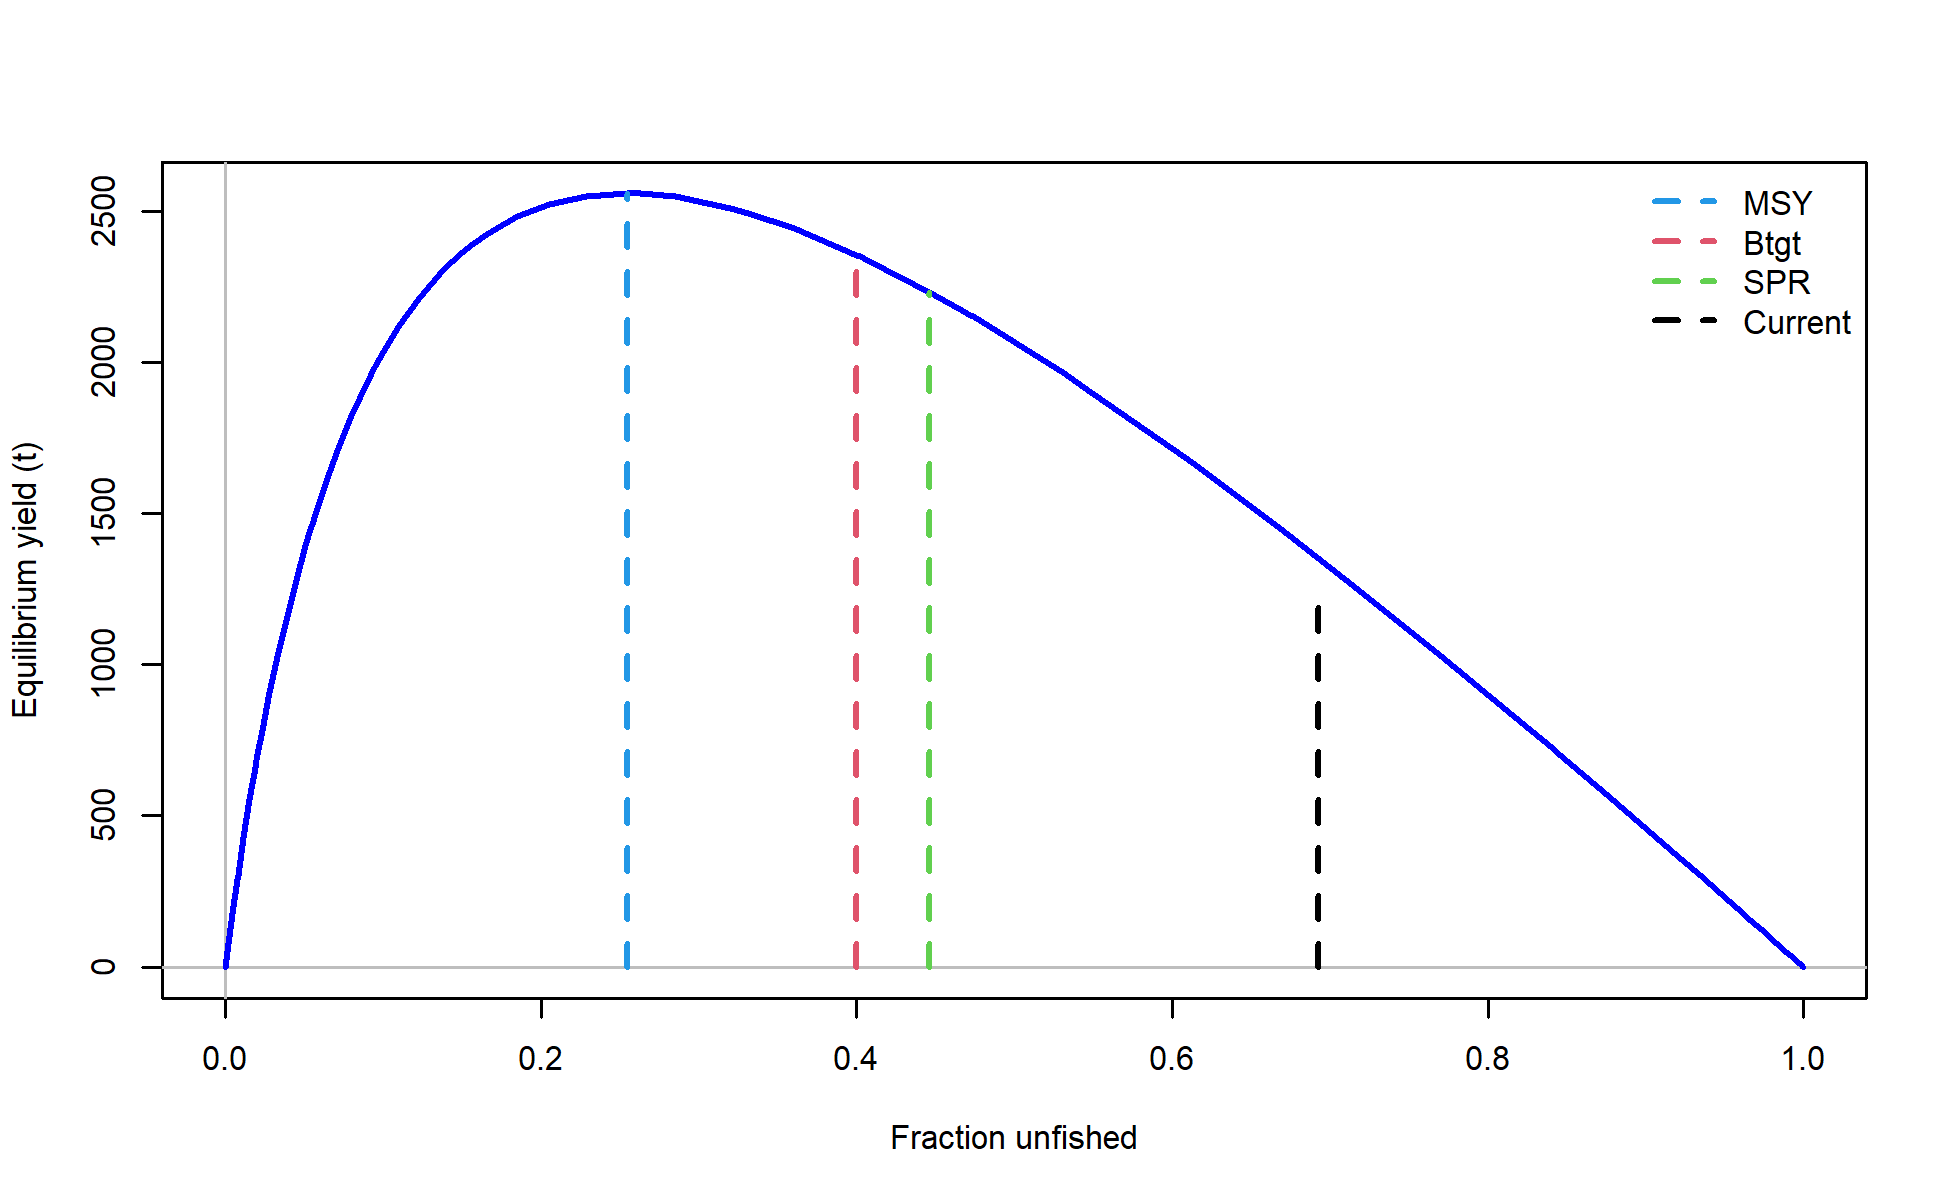 MSY
Btgt
SPR
Current
Equilibrium yield (t)
2500
2000
1500
1000
500
0
0.0 0.2 0.4 0.6 0.8 1.0
Fraction unfished